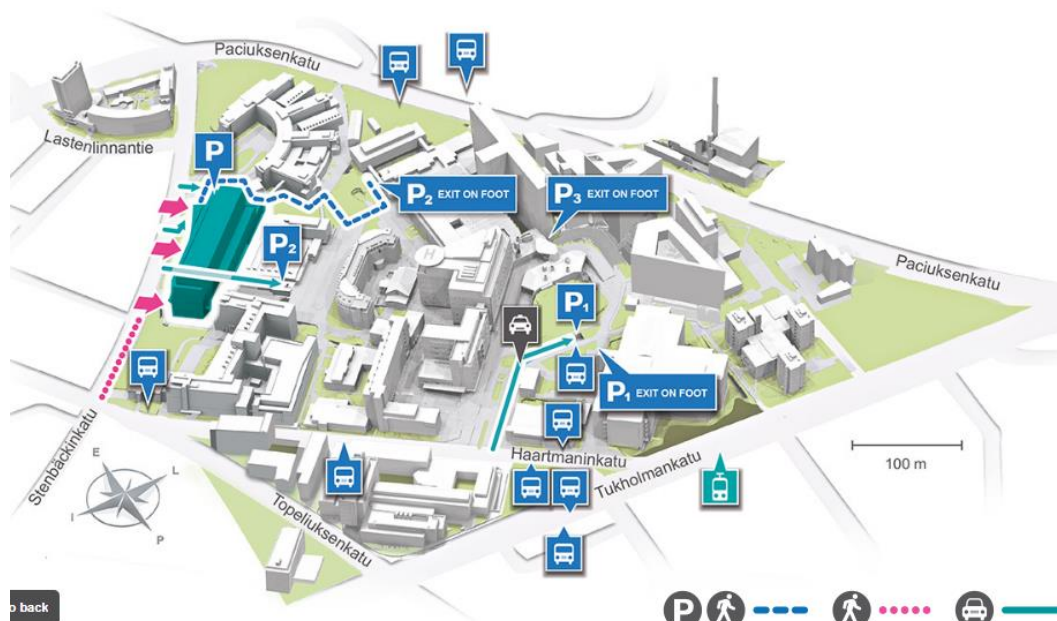 Paciuksenkatu
Lastenlinnantie
P
P2 EXIT ON FOOT
P3 EXIT ON FOOT
P2
H
Paciuksenkatu
P1
P1 EXIT ON FOOT
Stenbäckinkatu
Haartmaninkatu
Tukholmankatu
100 m
Topeliuksenkatu
E
L
I
P
o back
P